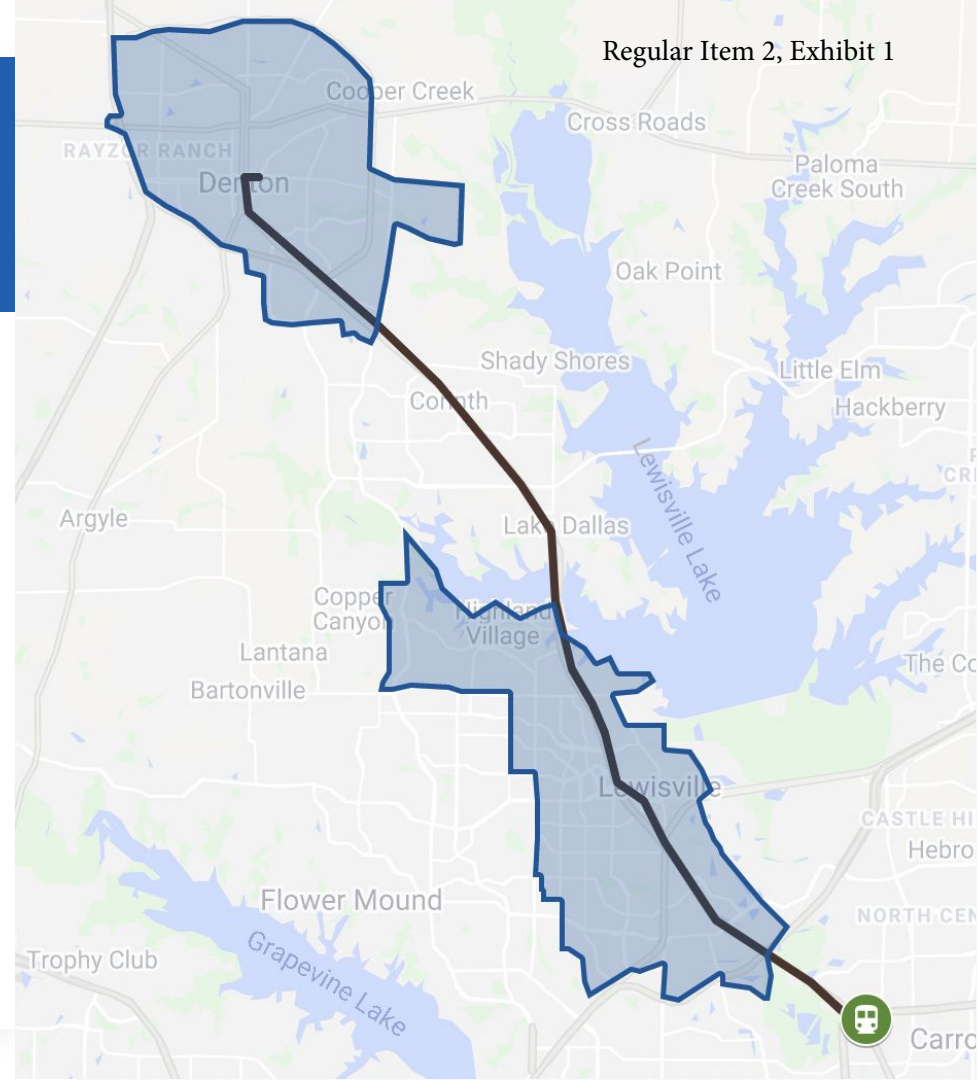 Regular Item 2, Exhibit 1
Cooper Creek
Cross Roads
RAYZOR RANCH
Paloma
Creek South
Denton
Oak Point
Shady Shores
Little Elm
Corinth
Hackberry
Lewisville Lake
Argyle
Lake Dallas
Copper
Canyon
Highland
Village
Lantana
The Co
Bartonville
Lewisville
CASTLE HI
Hebro
Flower Mound
NORTH CEN
Grapevine Lake
Trophy Club
Carro